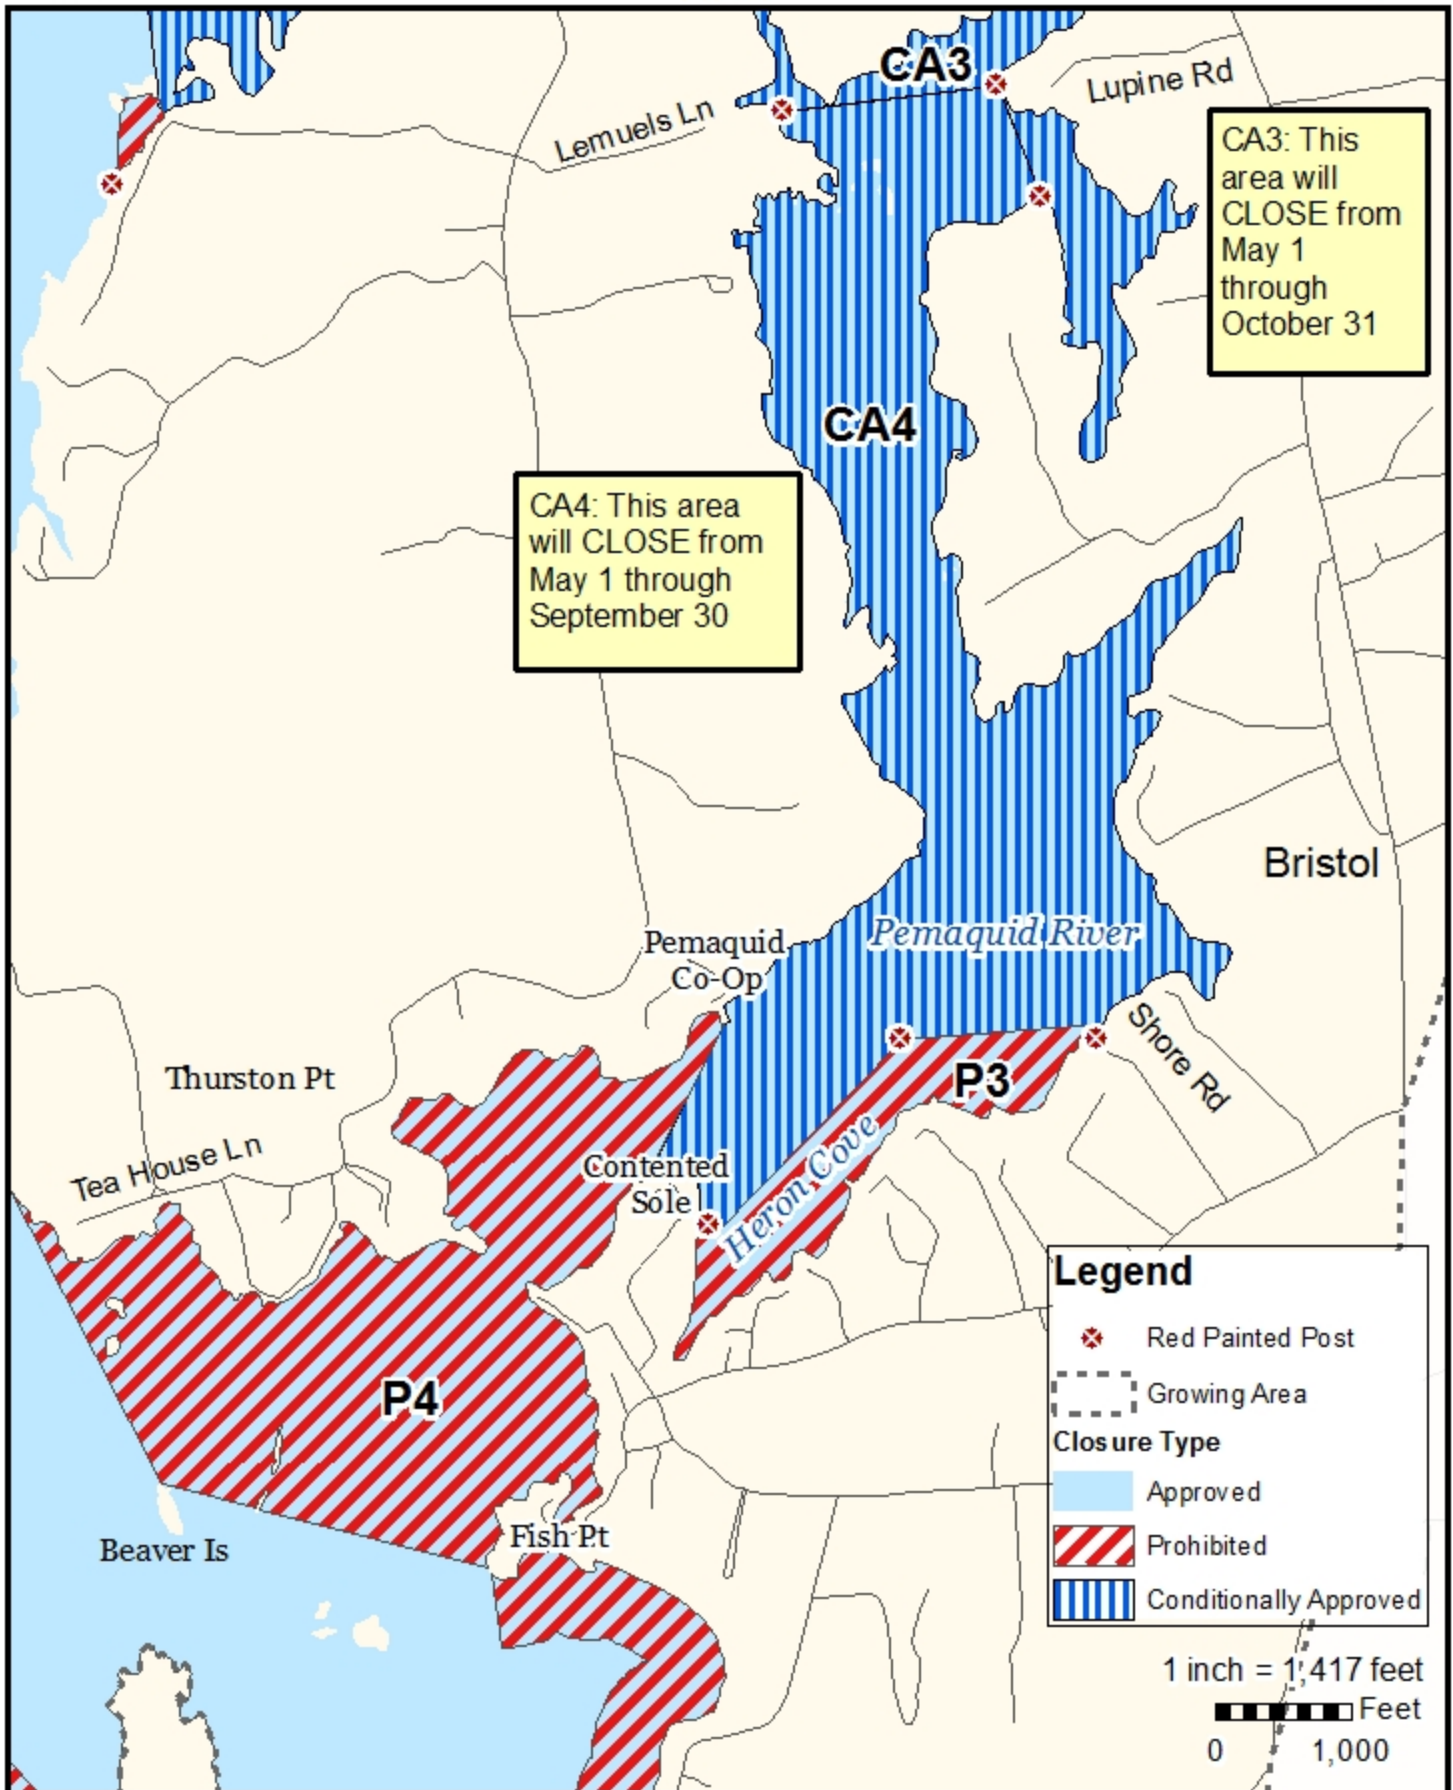 CA3
Lupine Rd
Lemuels Ln
CA3: This
area will
CLOSE from
May 1
through
October 31
CA4
CA4: This area
will CLOSE from
May 1 through
September 30
Bristol
Pemaquid River
Pemaquid
Co-Op
Shore Rd
Thurston Pt
P3
Tea House Ln
Contented
Sole
Heron Cove
P4
Beaver Is
Fish Pt
Legend
Red Painted Post
Growing Area
Closure Type
Approved
Prohibited
Conditionally Approved
1 inch = 1,417 feet
Feet
0 1,000